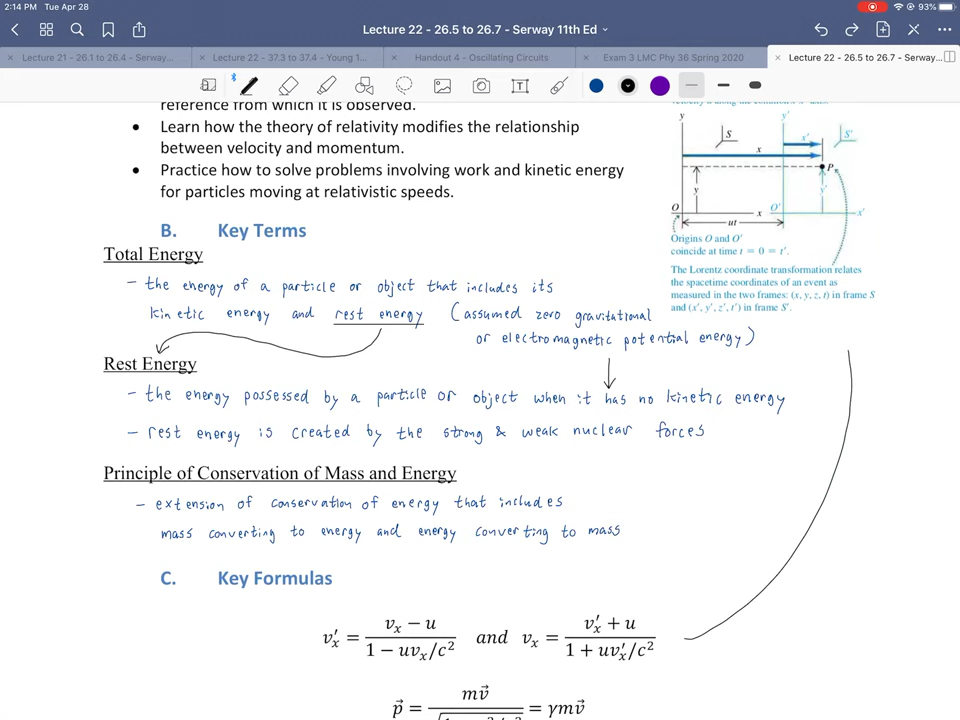 2:14 PM Tue Apr 28
93%
Lecture 22 - 26.5 to 26.7 - Serway 11th Ed
Lecture 21 - 26.1 to 26.4 - Serway...
Lecture 22 - 37.3 to 37.4 - Young 1...
Handout 4 - Oscillating Circuits
Exam 3 LMC Phy 36 Spring 2020
Lecture 22 - 26.5 to 26.7 - Serway...
reference from which it is observed.
• Learn how the theory of relativity modifies the relationship
between velocity and momentum.
• Practice how to solve problems involving work and kinetic energy
for particles moving at relativistic speeds.
y
y′
S
x′
S′
x
P
y
y′
O
x
O′
x′
ut
Origins O and O′
coincide at time t = 0 = t′.
The Lorentz coordinate transformation relates
the spacetime coordinates of an event as
measured in the two frames: (x, y, z, t) in frame S
and (x′, y′, z′, t′) in frame S′.
B. Key Terms
Total Energy
- the energy of a particle or object that includes its
kinetic energy and rest energy (assumed zero gravitational
or electromagnetic potential energy)
Rest Energy
- the energy possessed by a particle or object when it has no kinetic energy
- rest energy is created by the strong & weak nuclear forces
Principle of Conservation of Mass and Energy
- extension of conservation of energy that includes
mass converting to energy and energy converting to mass
C. Key Formulas
v′ₓ = (vₓ − u) / (1 − uvₓ/c²) and vₓ = (v′ₓ + u) / (1 + uv′ₓ/c²)
p⃗ = mv⃗ / = γmv⃗